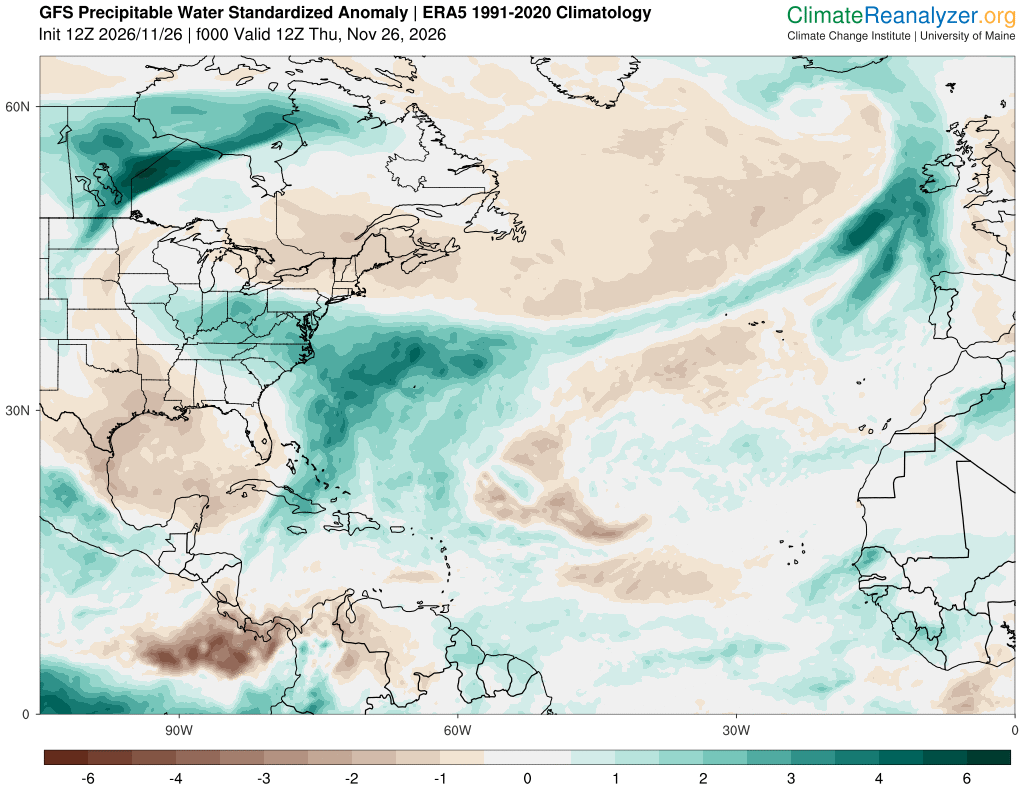 GFS Precipitable Water Standardized Anomaly | ERA5 1991-2020 Climatology
ClimateReanalyzer.org
Init 12Z 2026/11/26 | f000 Valid 12Z Thu, Nov 26, 2026
Climate Change Institute | University of Maine
60N
30N
0
90W
60W
30W
0
-6
-4
-3
-2
-1
0
1
2
3
4
6